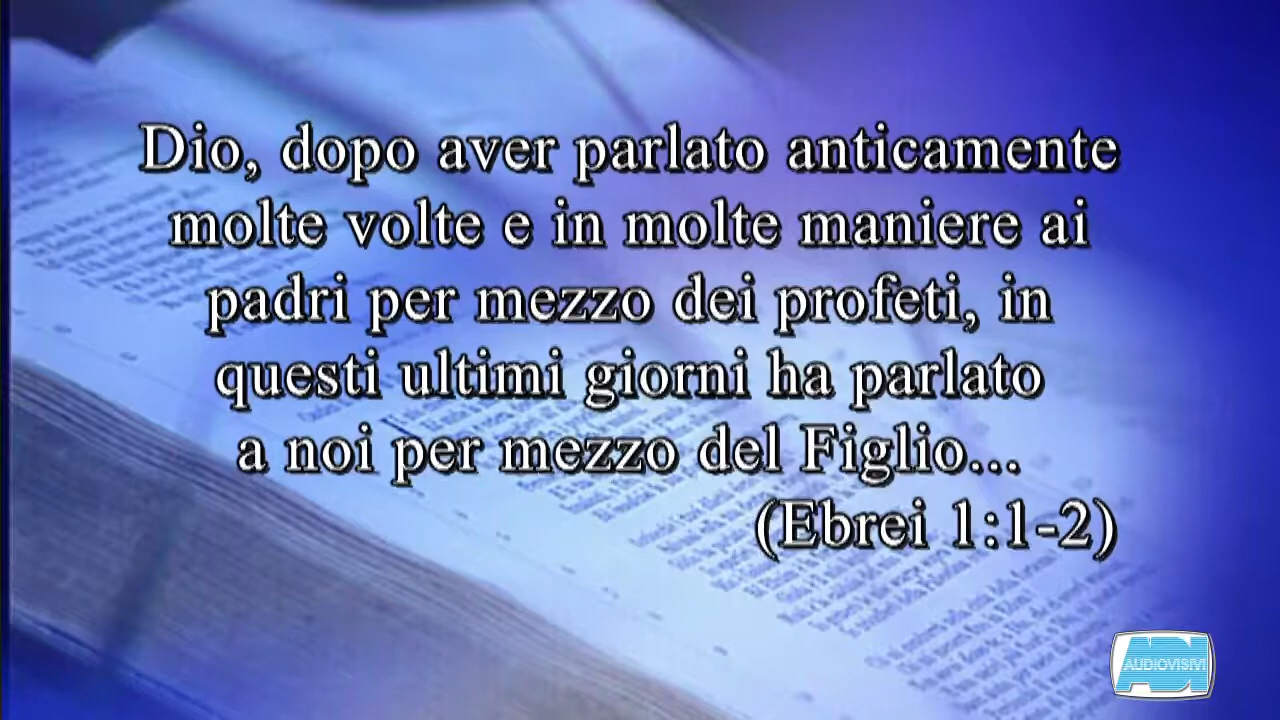 Dio, dopo aver parlato anticamente
molte volte e in molte maniere ai
padri per mezzo dei profeti, in
questi ultimi giorni ha parlato
a noi per mezzo del Figlio...
(Ebrei 1:1-2)
ADI
AUDIOVISIVI